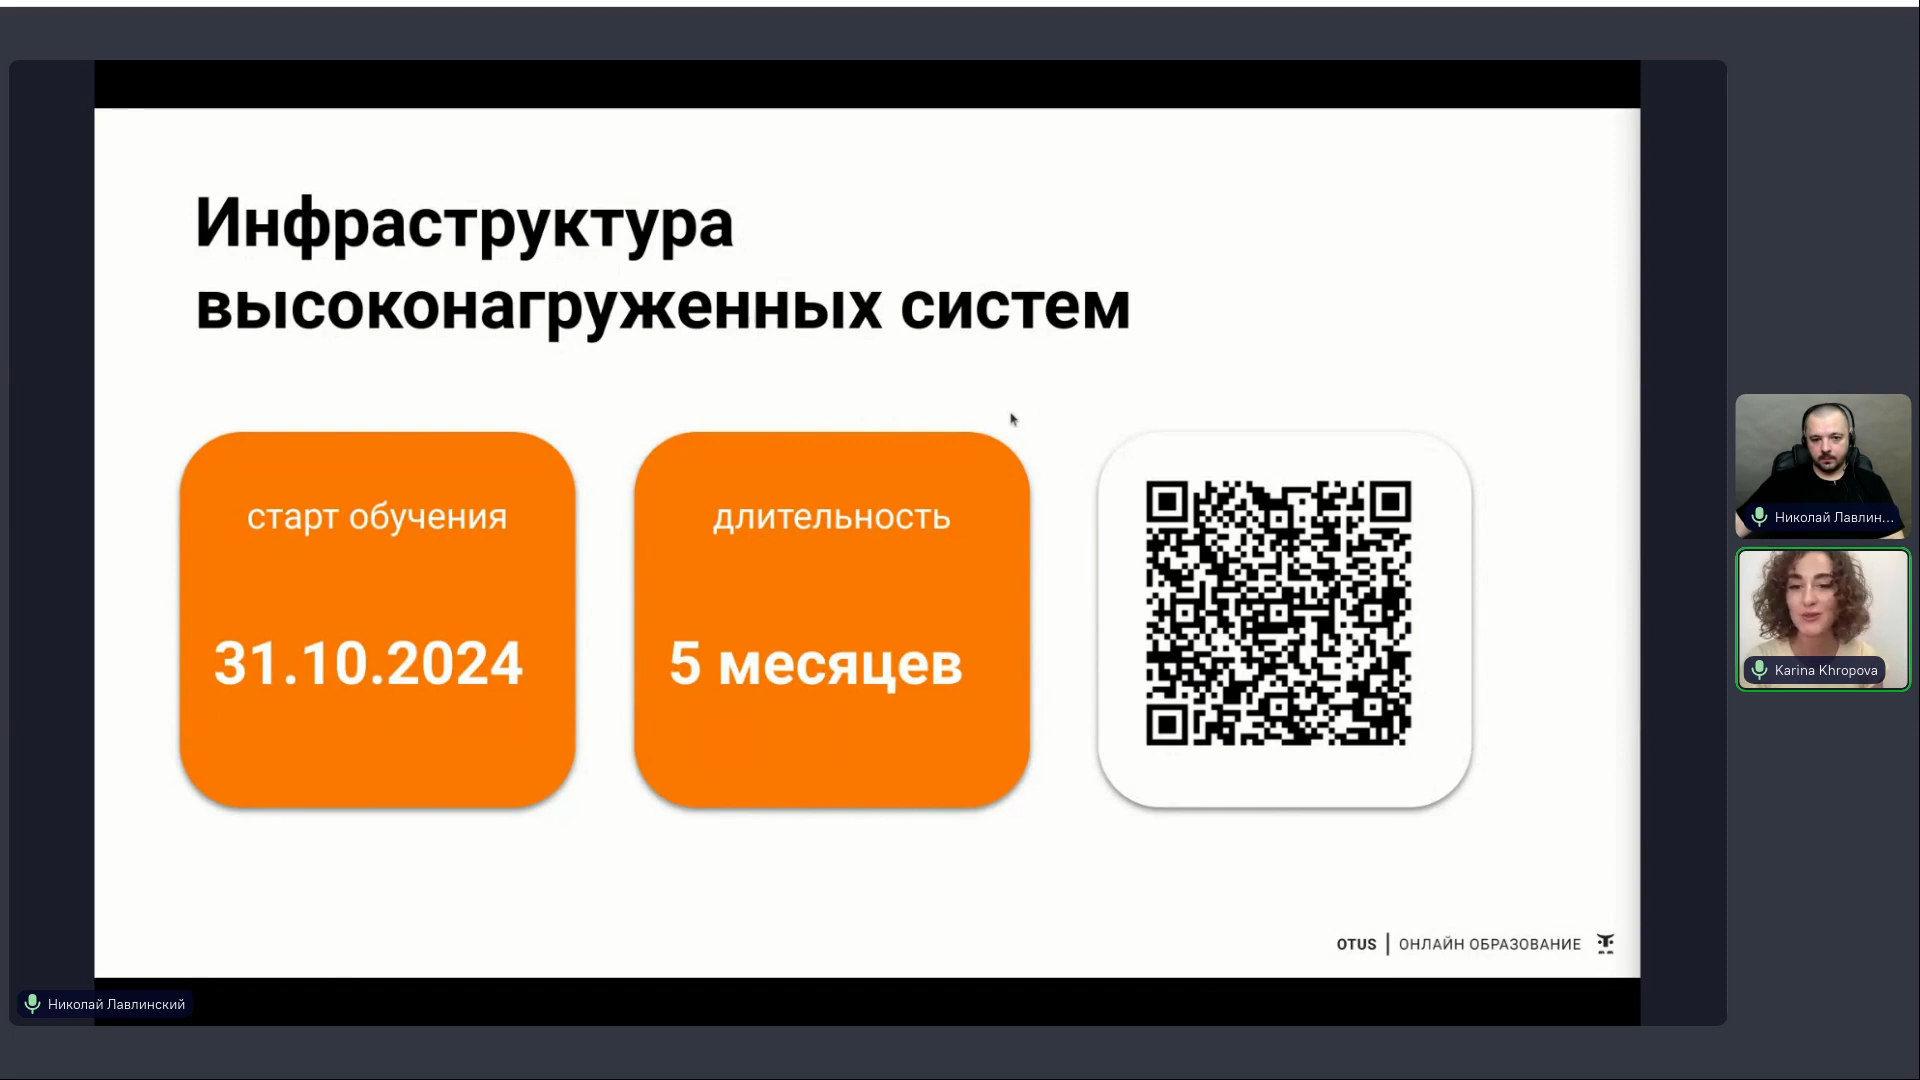 Инфраструктура
высоконагруженных систем
старт обучения
31.10.2024
длительность
5 месяцев
OTUS | ОНЛАЙН ОБРАЗОВАНИЕ
Николай Лавлинский
Николай Лавлин...
Karina Khropova